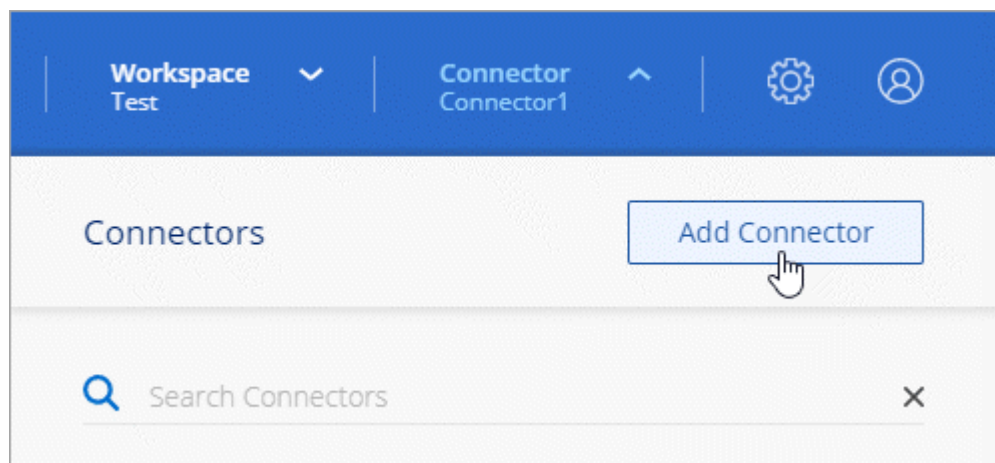 Workspace
Test
Connector
Connector1
Connectors
Add Connector
Search Connectors